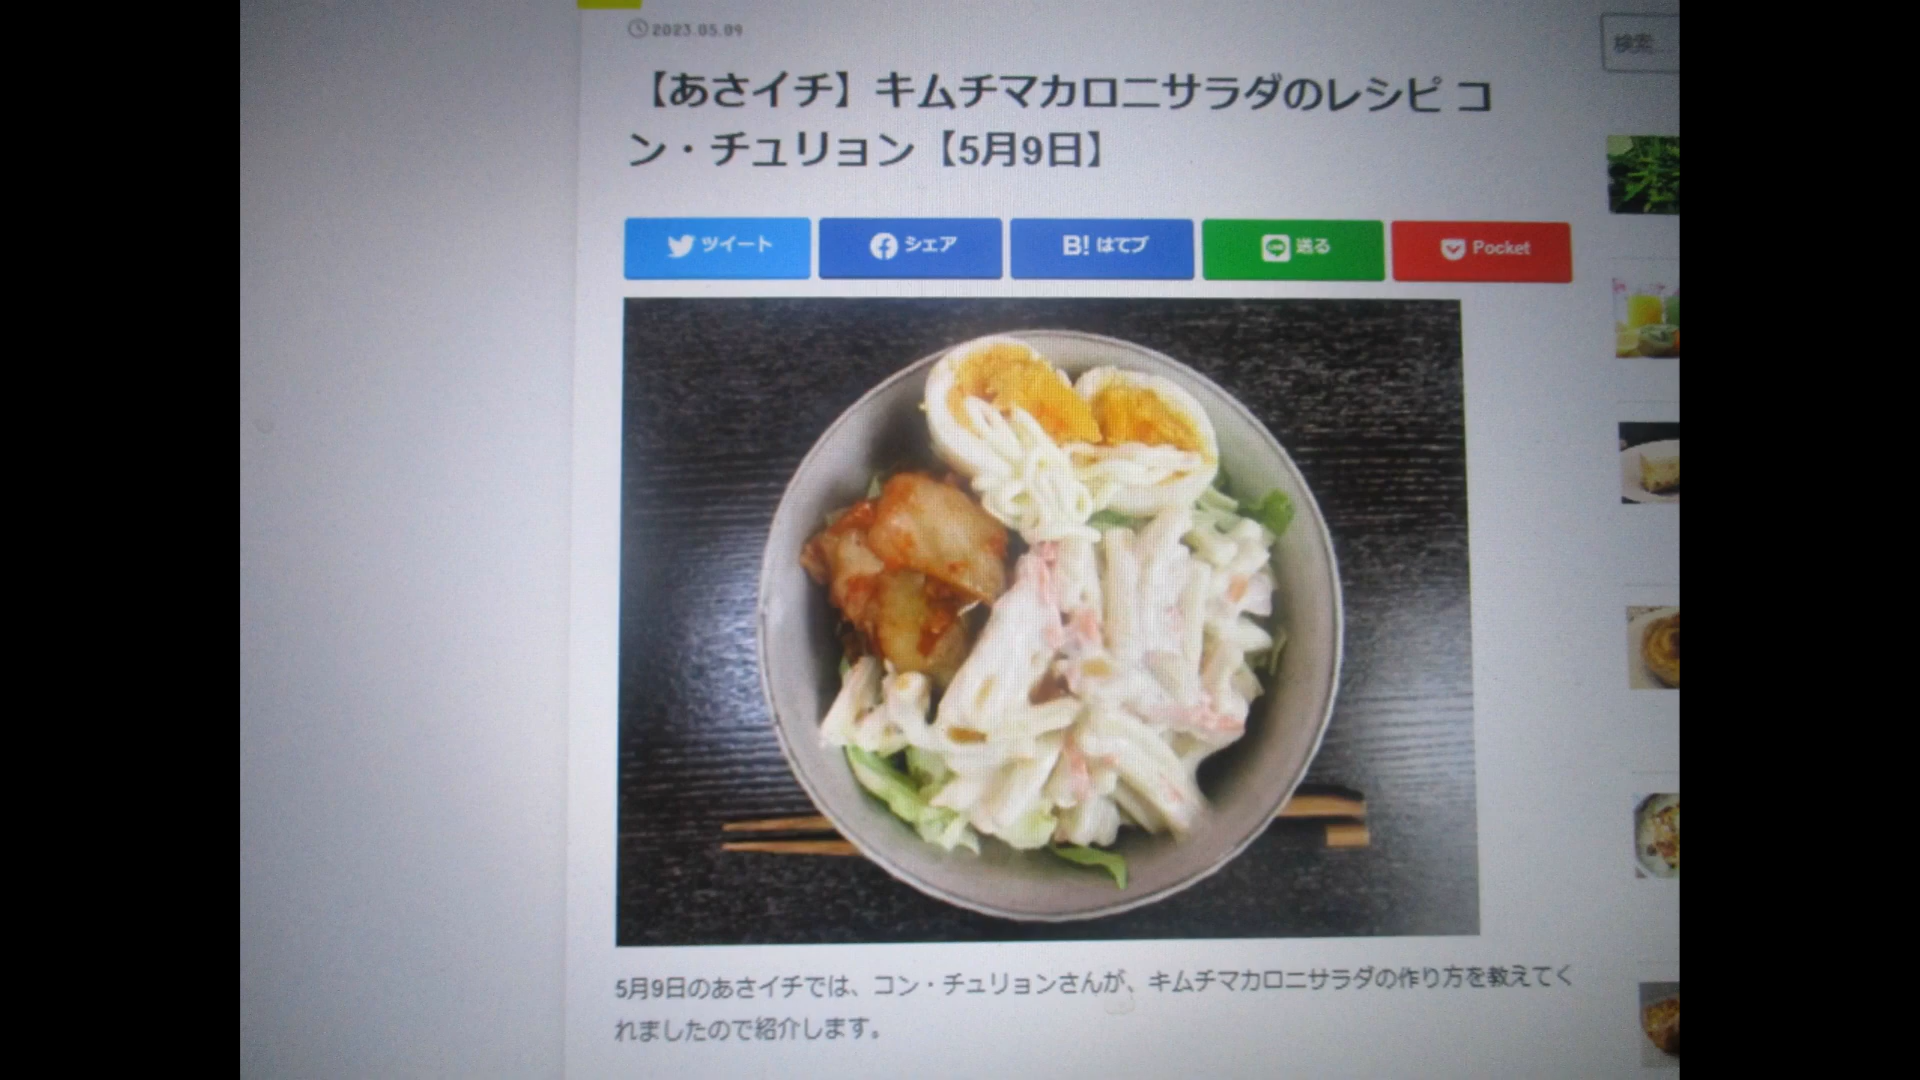 2023.05.09
検索...
【あさイチ】キムチマカロニサラダのレシピ コ
ン・チュリョン【5月9日】
ツイート
シェア
B! はてブ
送る
Pocket
5月9日のあさイチでは、コン・チュリョンさんが、キムチマカロニサラダの作り方を教えてく
れましたので紹介します。